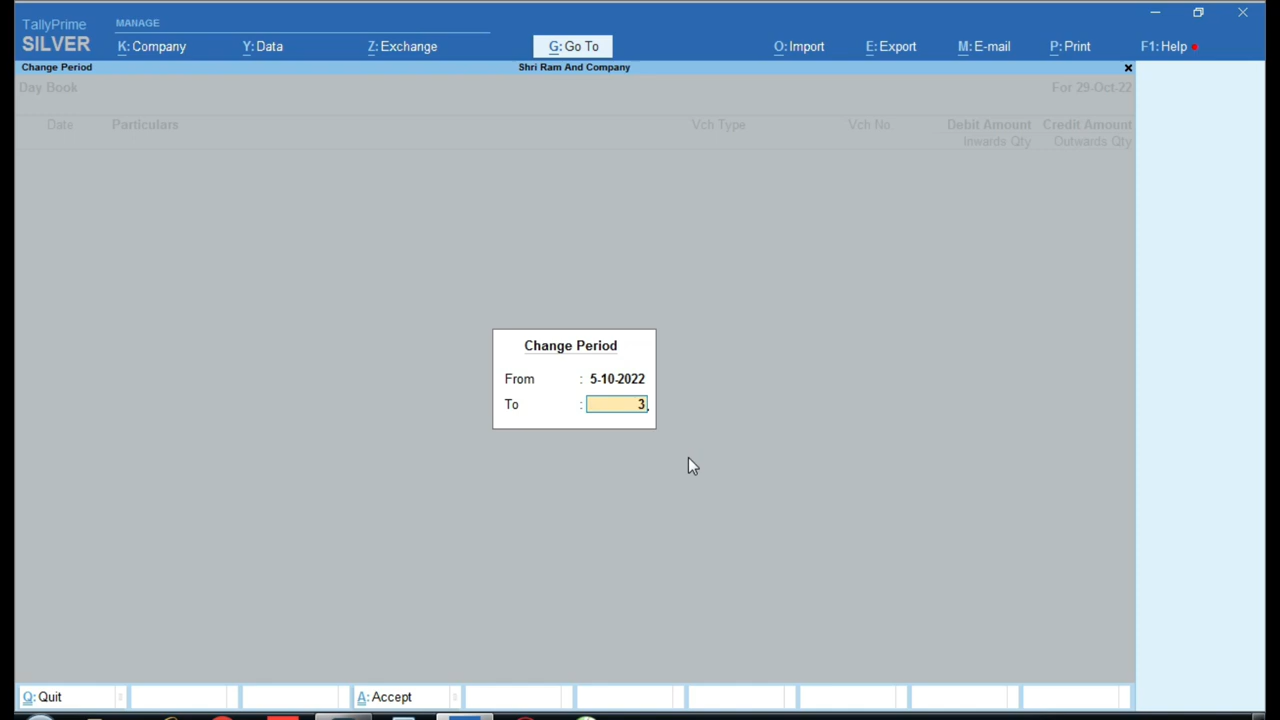 TallyPrime
MANAGE
SILVER
K: Company
Y: Data
Z: Exchange
G: Go To
O: Import
E: Export
M: E-mail
P: Print
F1: Help
Change Period
Shri Ram And Company
Day Book
For 29-Oct-22
Date
Particulars
Vch Type
Vch No.
Debit Amount
Credit Amount
Inwards Qty
Outwards Qty
Change Period
From : 5-10-2022
To : 3
Q: Quit
A: Accept